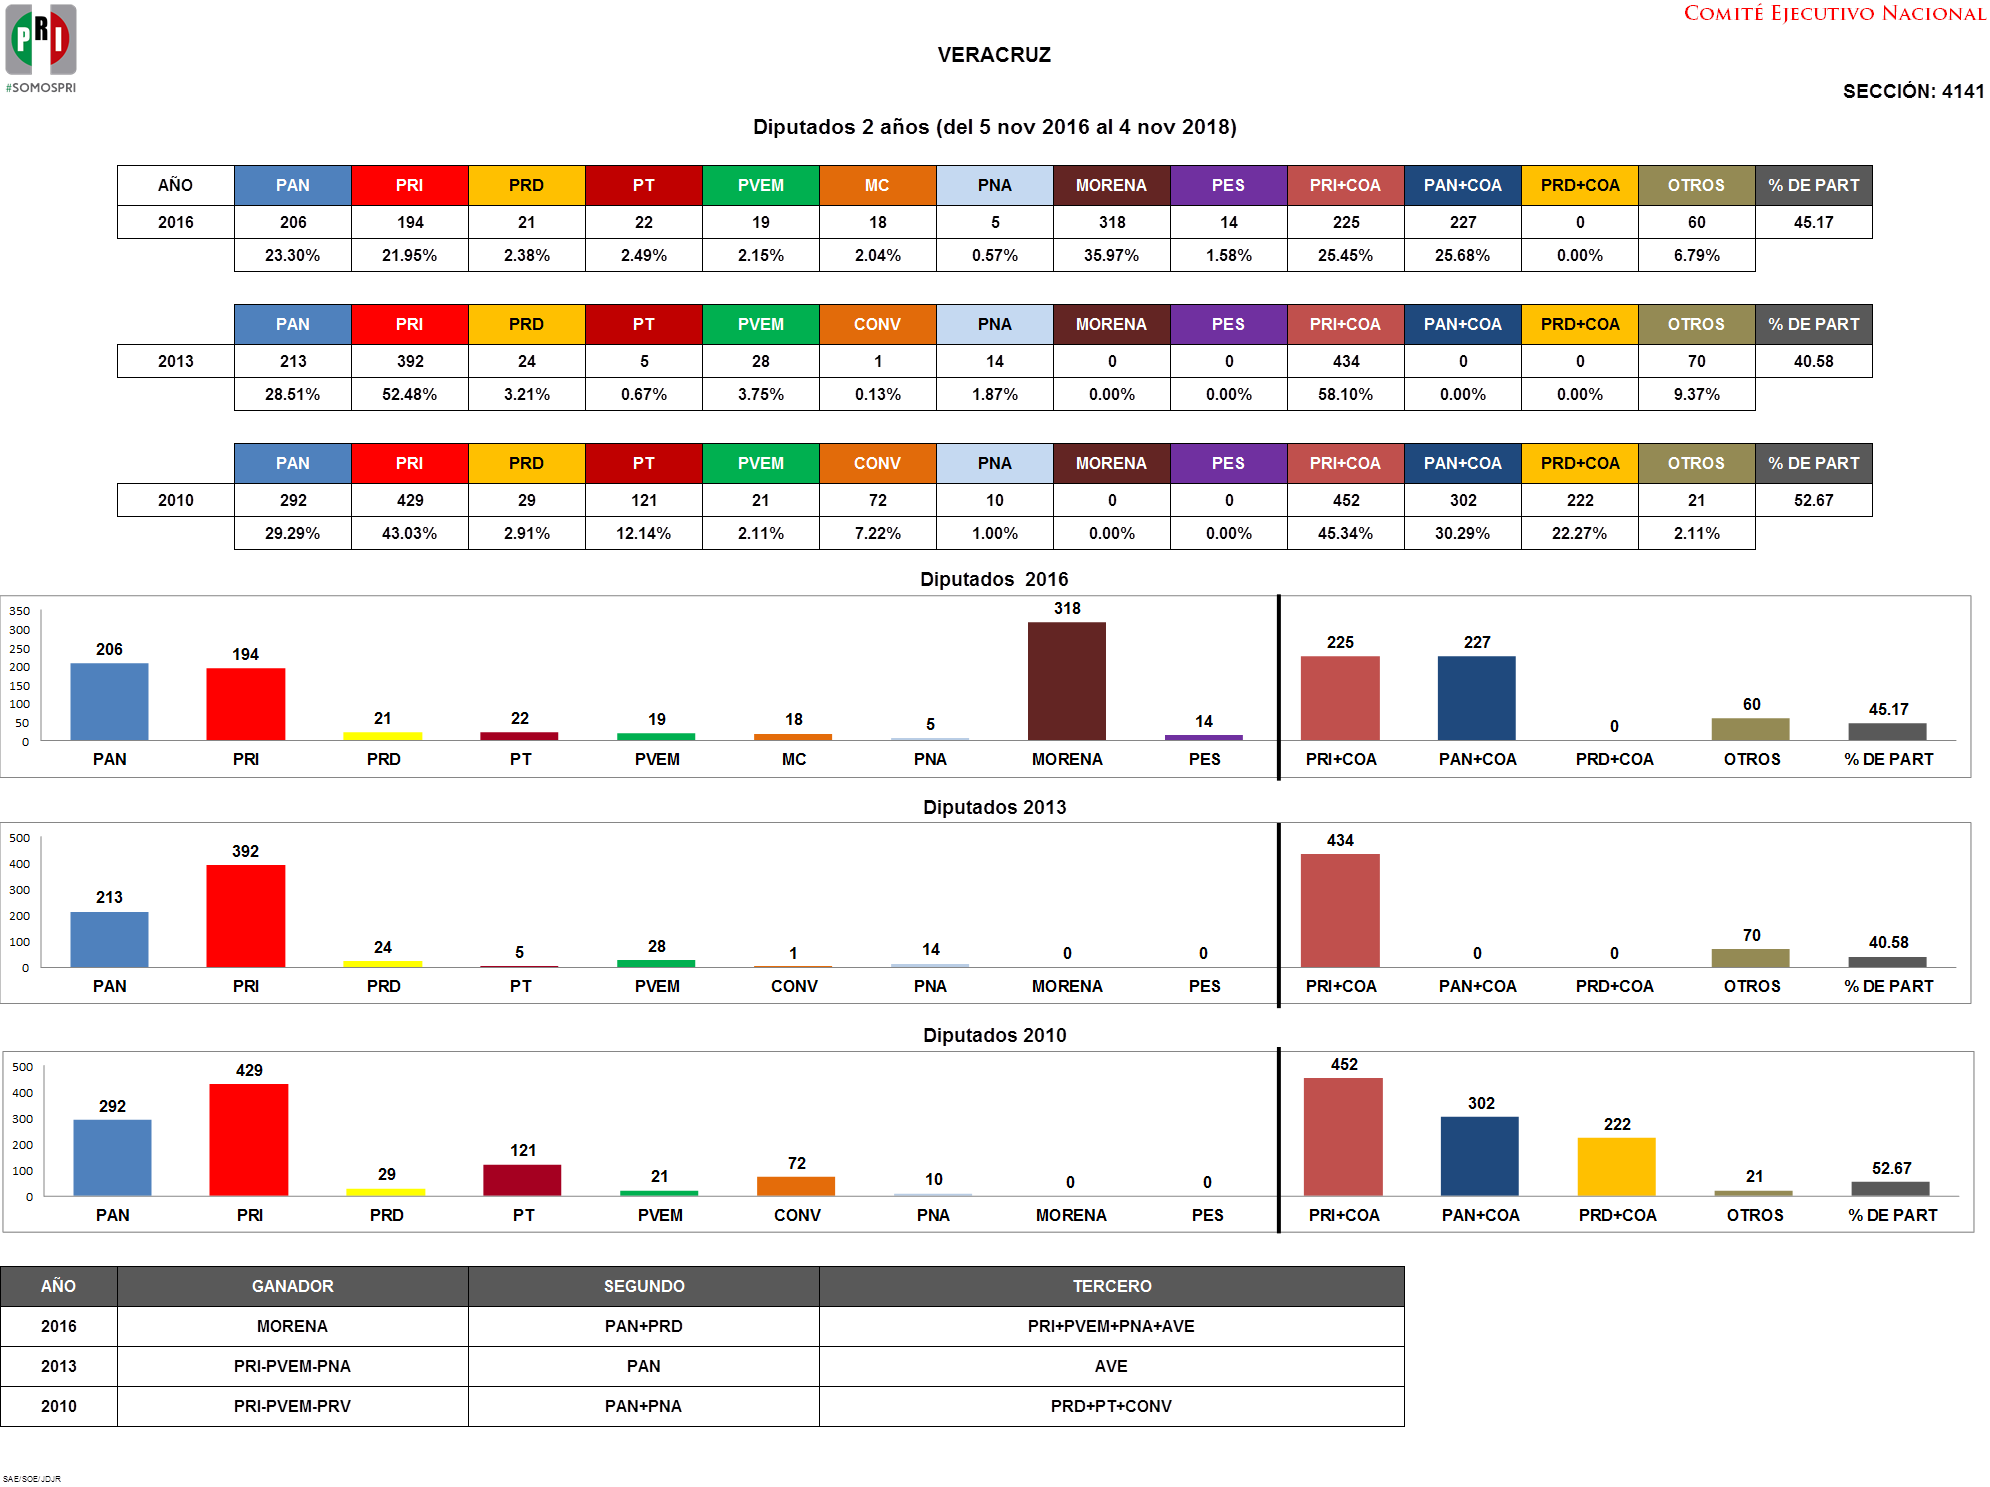 PRI
#SOMOSPRI
COMITÉ EJECUTIVO NACIONAL
VERACRUZ
SECCIÓN: 4141
Diputados 2 años (del 5 nov 2016 al 4 nov 2018)
AÑO PAN PRI PRD PT PVEM MC PNA MORENA PES PRI+COA PAN+COA PRD+COA OTROS % DE PART
2016 206 194 21 22 19 18 5 318 14 225 227 0 60 45.17
23.30% 21.95% 2.38% 2.49% 2.15% 2.04% 0.57% 35.97% 1.58% 25.45% 25.68% 0.00% 6.79%
PAN PRI PRD PT PVEM CONV PNA MORENA PES PRI+COA PAN+COA PRD+COA OTROS % DE PART
2013 213 392 24 5 28 1 14 0 0 434 0 0 70 40.58
28.51% 52.48% 3.21% 0.67% 3.75% 0.13% 1.87% 0.00% 0.00% 58.10% 0.00% 0.00% 9.37%
PAN PRI PRD PT PVEM CONV PNA MORENA PES PRI+COA PAN+COA PRD+COA OTROS % DE PART
2010 292 429 29 121 21 72 10 0 0 452 302 222 21 52.67
29.29% 43.03% 2.91% 12.14% 2.11% 7.22% 1.00% 0.00% 0.00% 45.34% 30.29% 22.27% 2.11%
Diputados 2016
350
300
250
200
150
100
50
0
206 194 21 22 19 18 5 318 14 225 227 0 60 45.17
PAN PRI PRD PT PVEM MC PNA MORENA PES PRI+COA PAN+COA PRD+COA OTROS % DE PART
Diputados 2013
500
400
300
200
100
0
213 392 24 5 28 1 14 0 0 434 0 0 70 40.58
PAN PRI PRD PT PVEM CONV PNA MORENA PES PRI+COA PAN+COA PRD+COA OTROS % DE PART
Diputados 2010
500
400
300
200
100
0
292 429 29 121 21 72 10 0 0 452 302 222 21 52.67
PAN PRI PRD PT PVEM CONV PNA MORENA PES PRI+COA PAN+COA PRD+COA OTROS % DE PART
AÑO GANADOR SEGUNDO TERCERO
2016 MORENA PAN+PRD PRI+PVEM+PNA+AVE
2013 PRI-PVEM-PNA PAN AVE
2010 PRI-PVEM-PRV PAN+PNA PRD+PT+CONV
SAE/SOE/JDJR